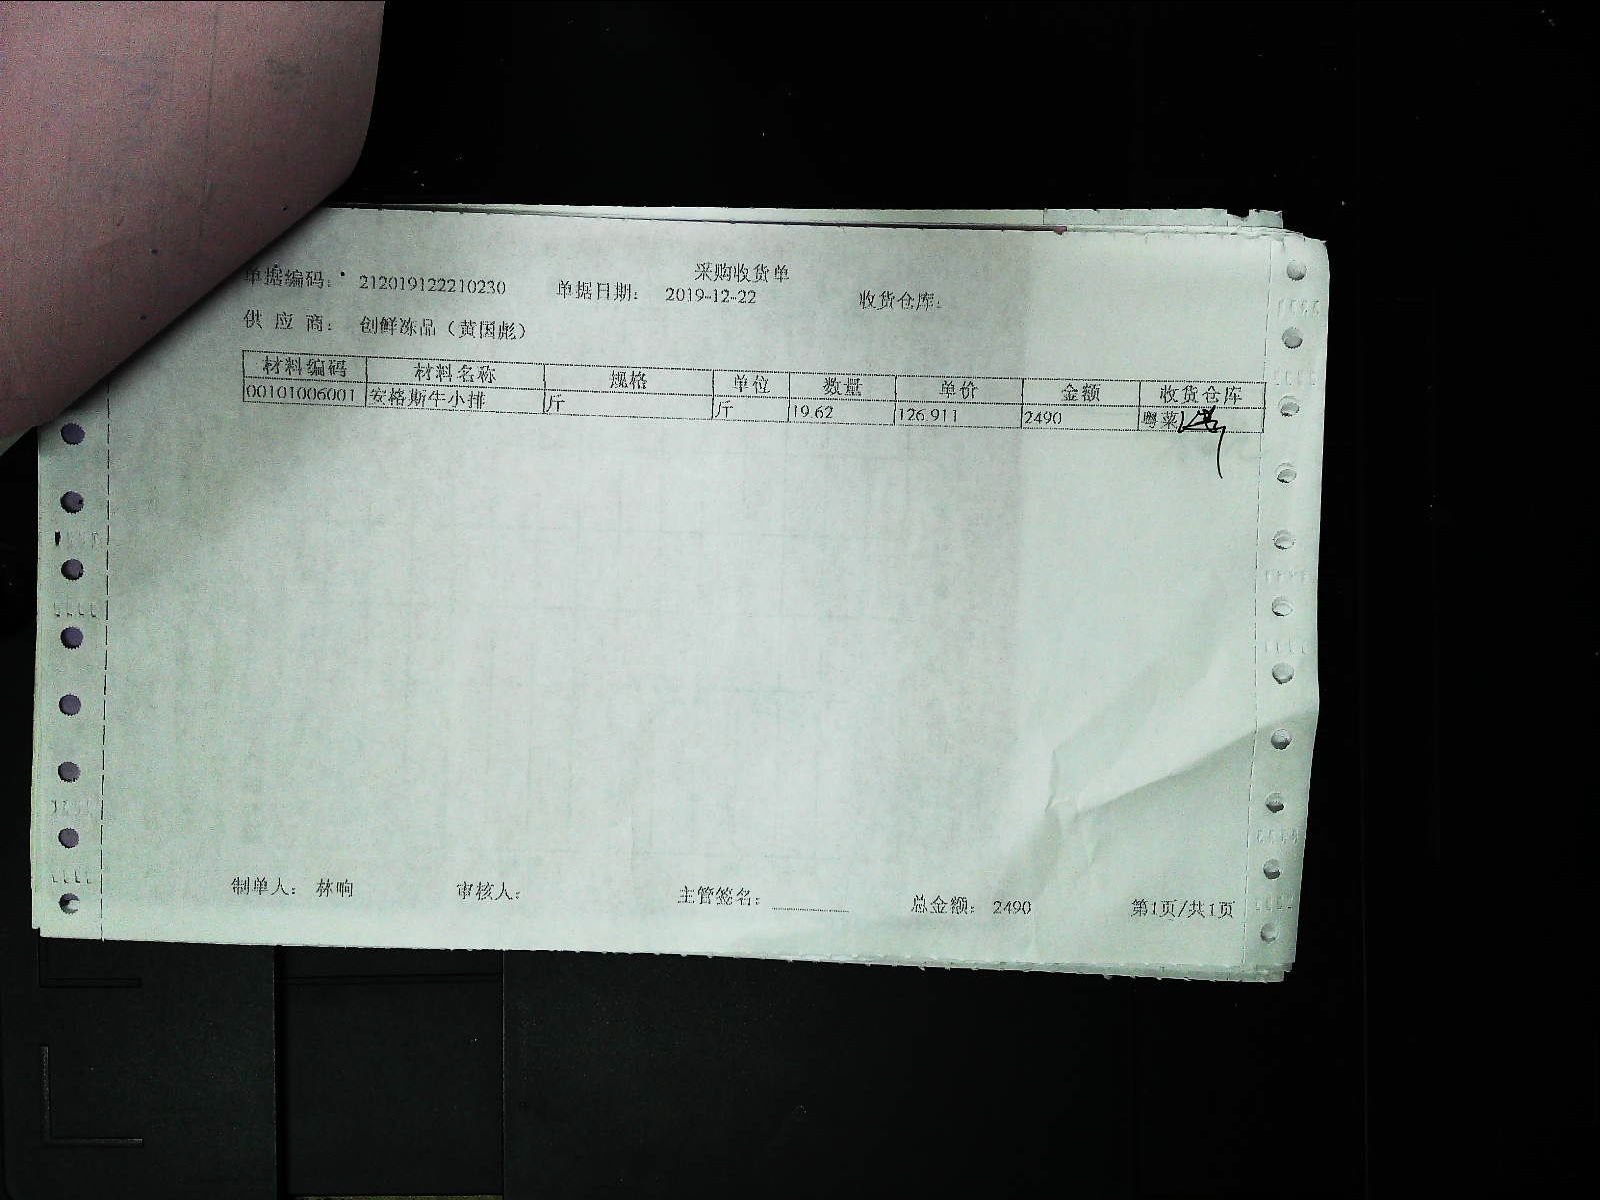 采购收货单
单据编码： 212019122210230 单据日期： 2019-12-22 收货仓库：
供 应 商： 创鲜冻品（黄国彪）
材料编码 材料名称 规格 单位 数量 单价 金额 收货仓库
00101006001 安格斯牛小排 斤 斤 19.62 126.911 2490 粤菜
制单人： 林响 审核人： 主管签名： 总金额： 2490 第1页/共1页